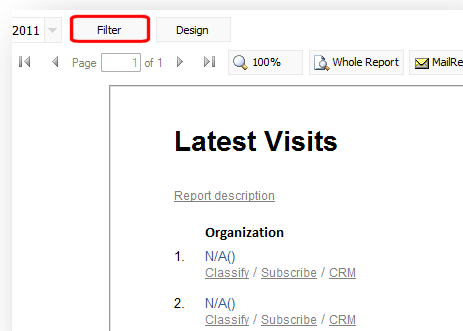 2011 Filter Design
Page 1 of 1 100% Whole Report MailRe
Latest Visits
Report description
Organization
1. N/A()
Classify / Subscribe / CRM
2. N/A()
Classify / Subscribe / CRM